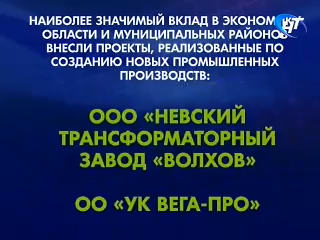 НАИБОЛЕЕ ЗНАЧИМЫЙ ВКЛАД В ЭКОНОМИКУ
ОБЛАСТИ И МУНИЦИПАЛЬНЫХ РАЙОНОВ
ВНЕСЛИ ПРОЕКТЫ, РЕАЛИЗОВАННЫЕ ПО
СОЗДАНИЮ НОВЫХ ПРОМЫШЛЕННЫХ
ПРОИЗВОДСТВ:
ООО «НЕВСКИЙ
ТРАНСФОРМАТОРНЫЙ
ЗАВОД «ВОЛХОВ»
ОО «УК ВЕГА-ПРО»